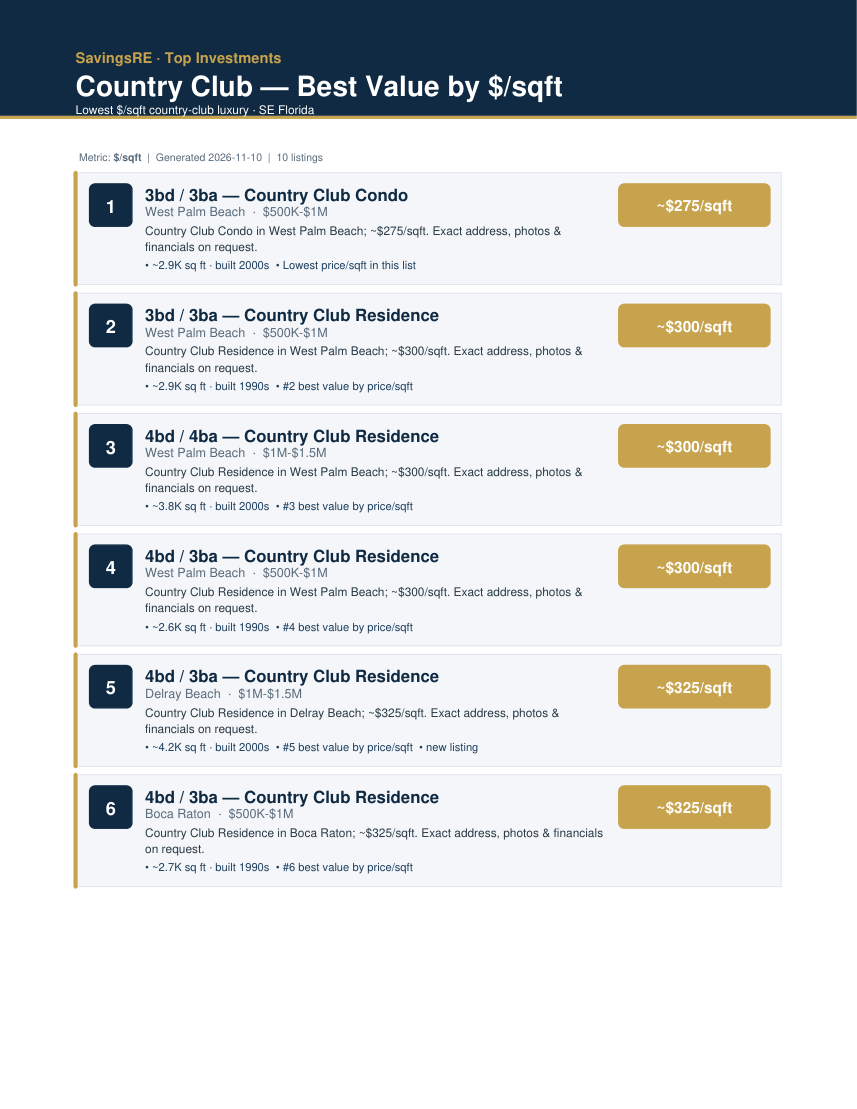 SavingsRE · Top Investments
Country Club — Best Value by $/sqft
Lowest $/sqft country-club luxury · SE Florida
Metric: $/sqft | Generated 2026-11-10 | 10 listings
1
3bd / 3ba — Country Club Condo
~$275/sqft
West Palm Beach · $500K-$1M
Country Club Condo in West Palm Beach; ~$275/sqft. Exact address, photos &
financials on request.
• ~2.9K sq ft · built 2000s • Lowest price/sqft in this list
2
3bd / 3ba — Country Club Residence
~$300/sqft
West Palm Beach · $500K-$1M
Country Club Residence in West Palm Beach; ~$300/sqft. Exact address, photos &
financials on request.
• ~2.9K sq ft · built 1990s • #2 best value by price/sqft
3
4bd / 4ba — Country Club Residence
~$300/sqft
West Palm Beach · $1M-$1.5M
Country Club Residence in West Palm Beach; ~$300/sqft. Exact address, photos &
financials on request.
• ~3.8K sq ft · built 2000s • #3 best value by price/sqft
4
4bd / 3ba — Country Club Residence
~$300/sqft
West Palm Beach · $500K-$1M
Country Club Residence in West Palm Beach; ~$300/sqft. Exact address, photos &
financials on request.
• ~2.6K sq ft · built 1990s • #4 best value by price/sqft
5
4bd / 3ba — Country Club Residence
~$325/sqft
Delray Beach · $1M-$1.5M
Country Club Residence in Delray Beach; ~$325/sqft. Exact address, photos &
financials on request.
• ~4.2K sq ft · built 2000s • #5 best value by price/sqft • new listing
6
4bd / 3ba — Country Club Residence
~$325/sqft
Boca Raton · $500K-$1M
Country Club Residence in Boca Raton; ~$325/sqft. Exact address, photos & financials
on request.
• ~2.7K sq ft · built 1990s • #6 best value by price/sqft